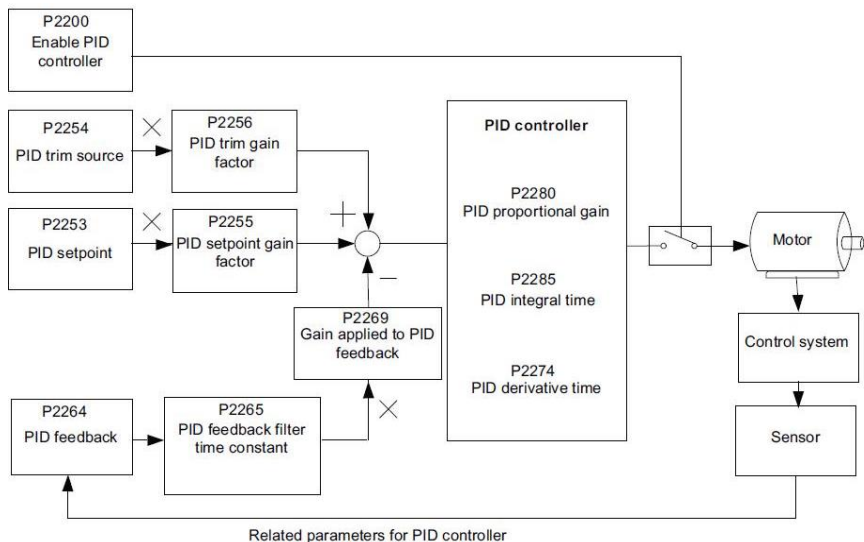 P2200
Enable PID
controller
P2254
PID trim source
P2256
PID trim gain
factor
PID controller
P2280
PID proportional gain
P2253
PID setpoint
P2255
PID setpoint gain
factor
Motor
P2285
PID integral time
P2269
Gain applied to PID
feedback
Control system
P2274
PID derivative time
P2264
PID feedback
P2265
PID feedback filter
time constant
Sensor
Related parameters for PID controller